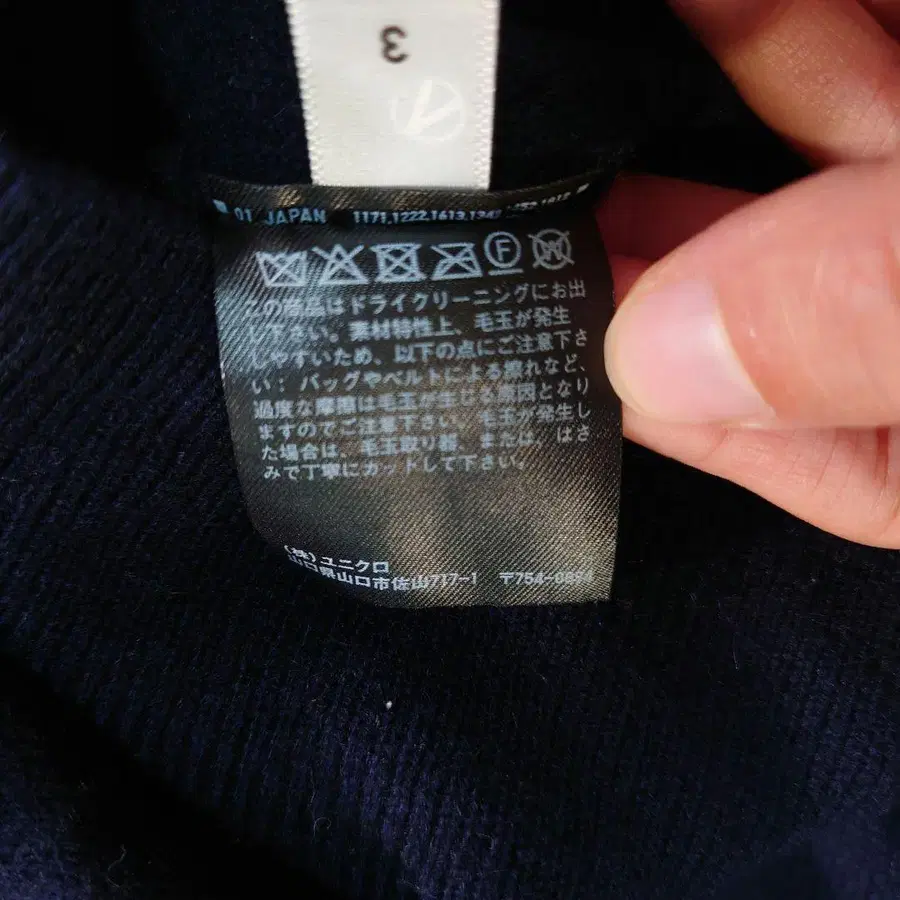 3
01 JAPAN 1171,1222,1613,1347
F W
この商品はドライクリーニングにお出
し下さい。素材特性上、毛玉が発生
しやすいため、以下の点にご注意下さ
い：バッグやベルトによる擦れなど、
過度な摩擦は毛玉が生じる原因となり
ますのでご注意下さい。毛玉が発生し
た場合は、毛玉取り器、または、はさ
みで丁寧にカットして下さい。
(株)ユニクロ
山口県山口市佐山717-1 〒754-0894